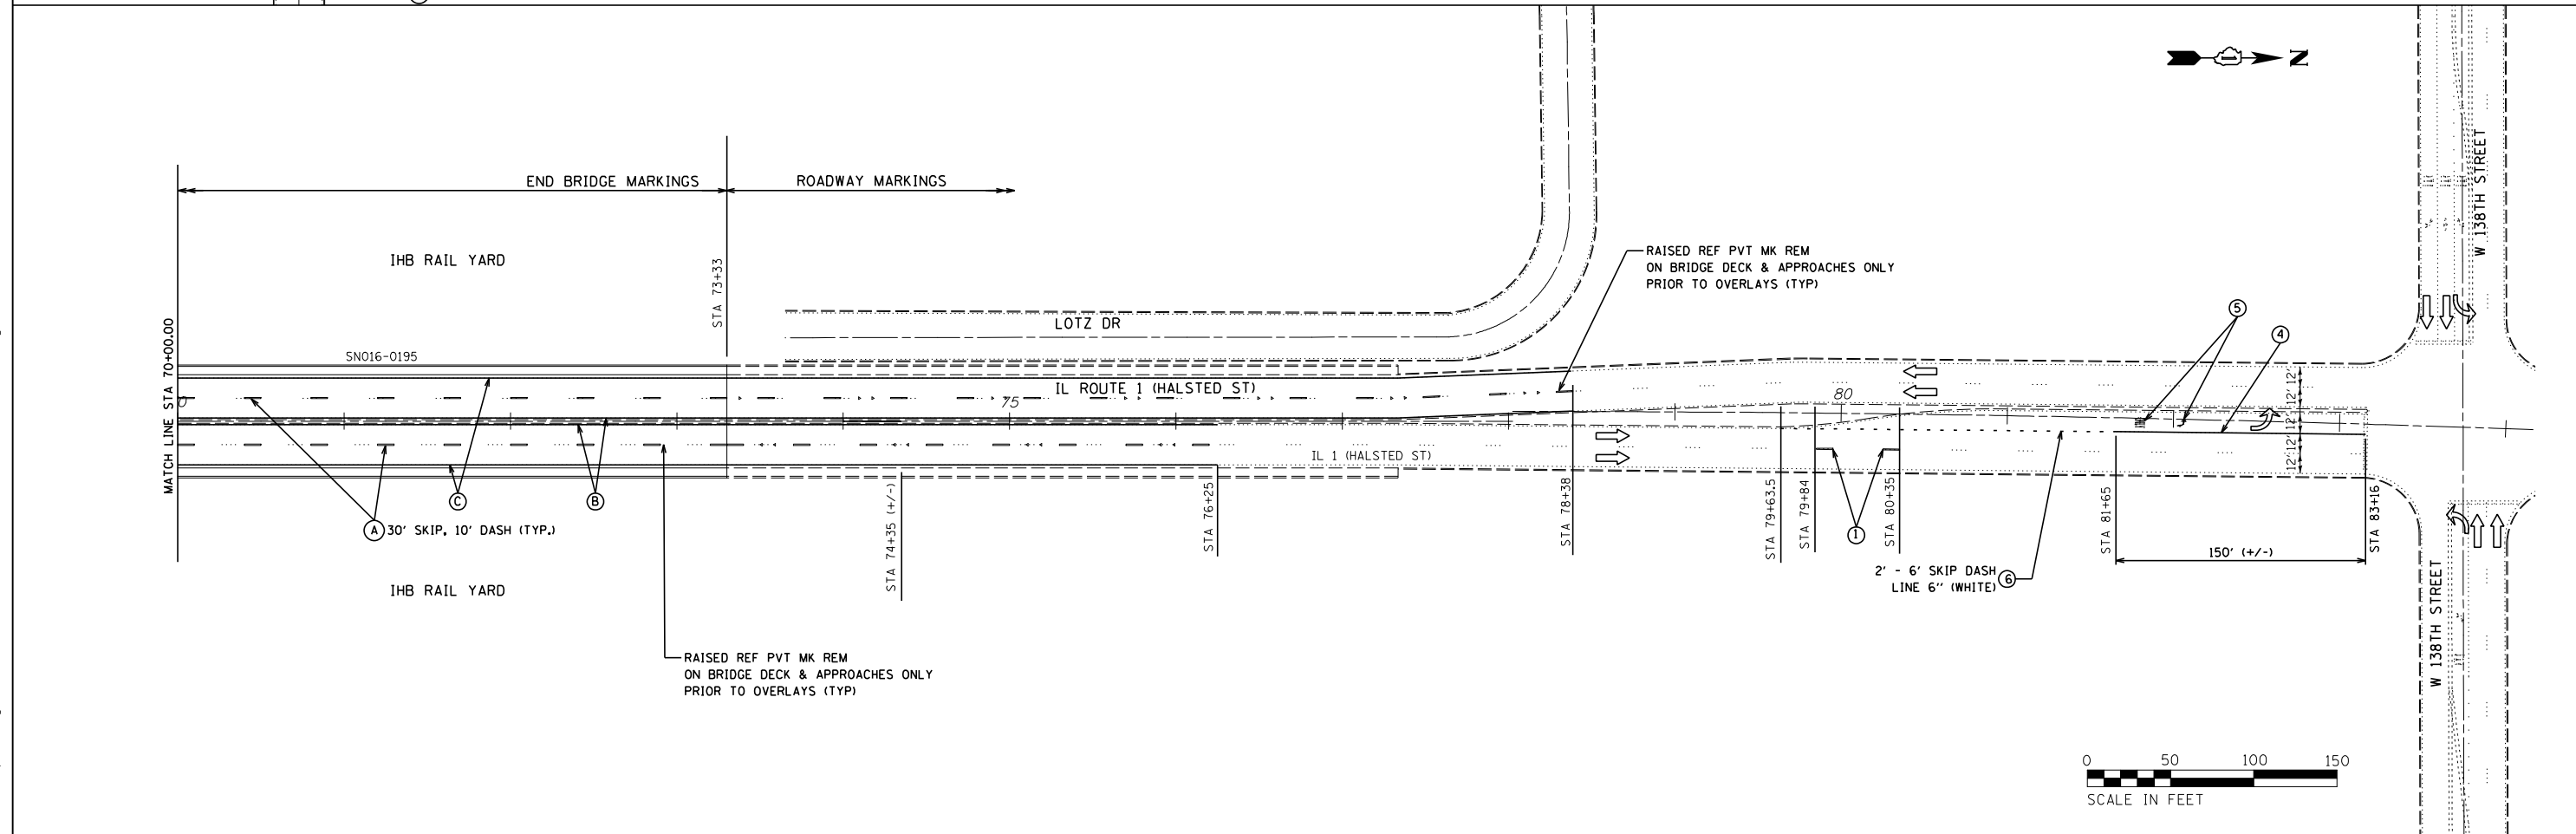 N
1
W 138TH STREET
END BRIDGE MARKINGS
ROADWAY MARKINGS
IHB RAIL YARD
STA 73+33
RAISED REF PVT MK REM
ON BRIDGE DECK & APPROACHES ONLY
PRIOR TO OVERLAYS (TYP)
LOTZ DR
5
4
MATCH LINE STA 70+00.00
SN016-0195
IL ROUTE 1 (HALSTED ST)
0
75
80
12'
12'
12'
12'
12'
IL 1 (HALSTED ST)
C
B
A
30' SKIP, 10' DASH (TYP.)
STA 74+35 (+/-)
STA 76+25
STA 78+38
STA 79+63.5
STA 79+84
STA 80+35
1
STA 81+65
STA 83+16
150' (+/-)
2' - 6' SKIP DASH
LINE 6'' (WHITE)
6
IHB RAIL YARD
W 138TH STREET
RAISED REF PVT MK REM
ON BRIDGE DECK & APPROACHES ONLY
PRIOR TO OVERLAYS (TYP)
0 50 100 150
SCALE IN FEET